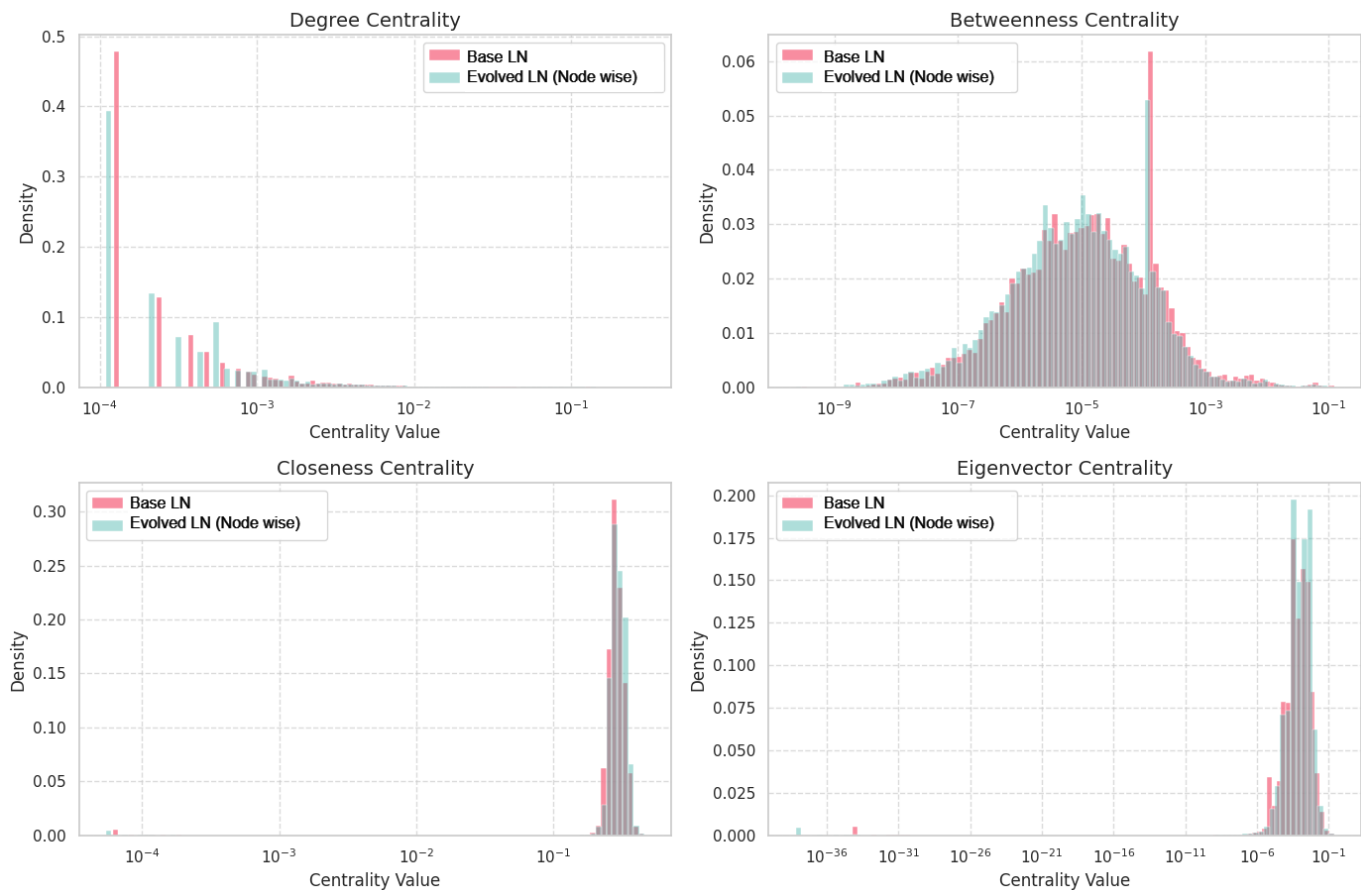 Degree Centrality
0.5
0.4
0.3
0.2
0.1
0.0
Density
Base LN
Evolved LN (Node wise)
10⁻⁴
10⁻³
10⁻²
10⁻¹
Centrality Value
Betweenness Centrality
0.06
0.05
0.04
0.03
0.02
0.01
0.00
Density
Base LN
Evolved LN (Node wise)
10⁻⁹
10⁻⁷
10⁻⁵
10⁻³
10⁻¹
Centrality Value
Closeness Centrality
0.30
0.25
0.20
0.15
0.10
0.05
0.00
Density
Base LN
Evolved LN (Node wise)
10⁻⁴
10⁻³
10⁻²
10⁻¹
Centrality Value
Eigenvector Centrality
0.200
0.175
0.150
0.125
0.100
0.075
0.050
0.025
0.000
Density
Base LN
Evolved LN (Node wise)
10⁻³⁶
10⁻³¹
10⁻²⁶
10⁻²¹
10⁻¹⁶
10⁻¹¹
10⁻⁶
10⁻¹
Centrality Value